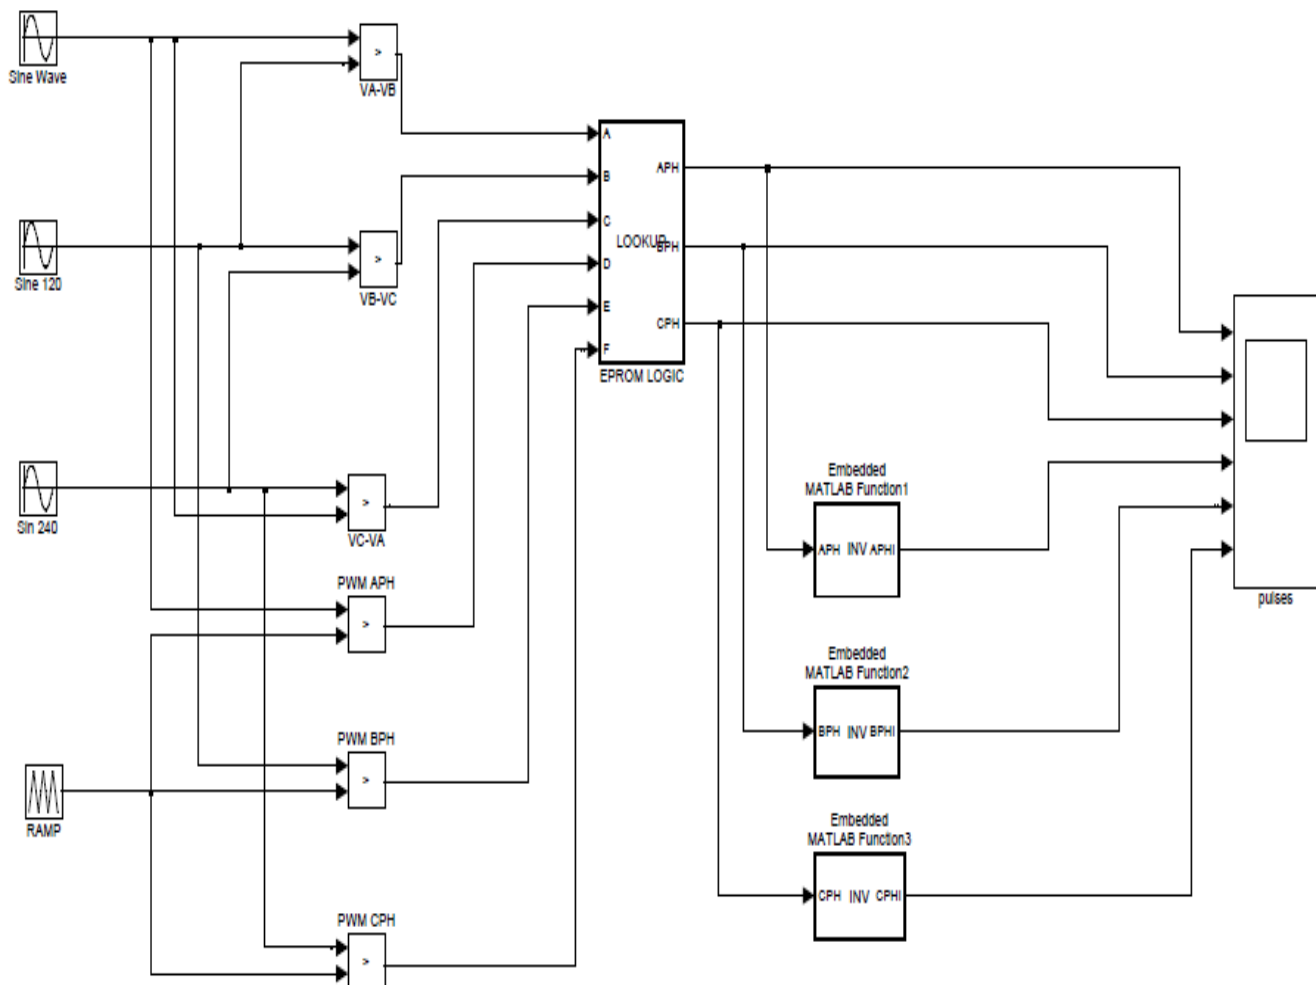 Sine Wave
>
VA-VB
A
APH
B
Sine 120
>
VB-VC
C
LOOKUP
BPH
D
E
CPH
F
EPROM LOGIC
Sin 240
>
VC-VA
Embedded
MATLAB Function1
APH INV APHI
PWM APH
>
pulses
Embedded
MATLAB Function2
BPH INV BPHI
PWM BPH
>
RAMP
Embedded
MATLAB Function3
CPH INV CPHI
PWM CPH
>